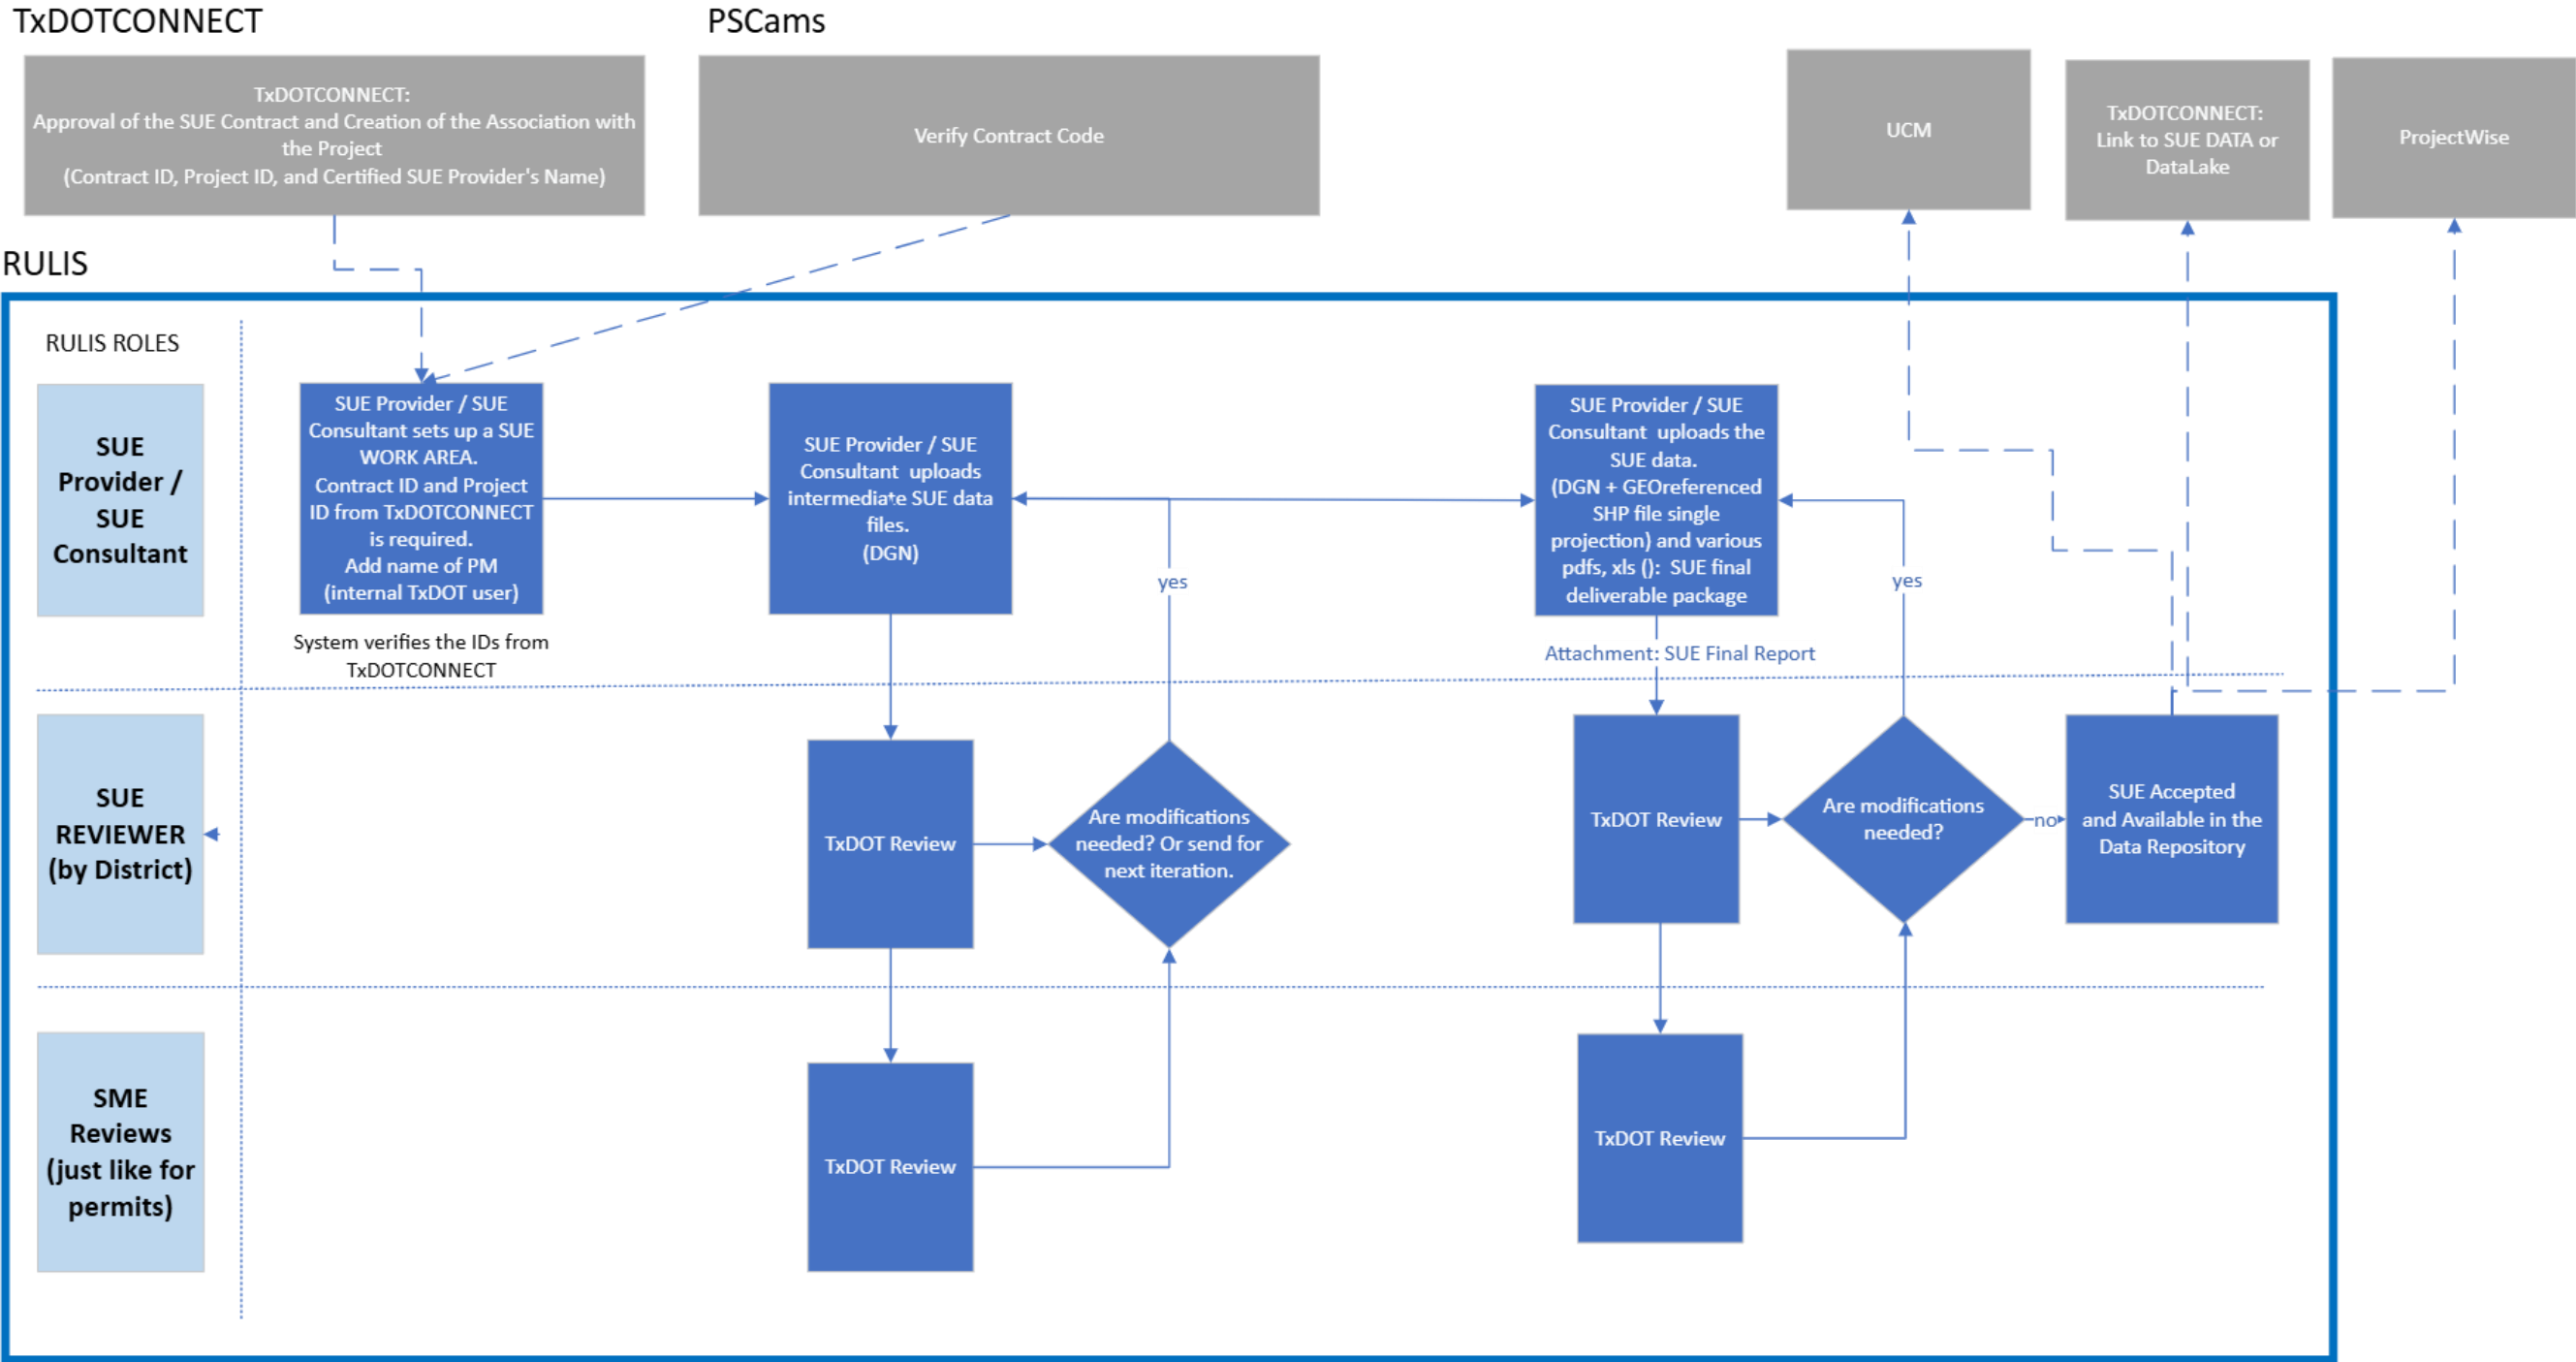 TxDOTCONNECT
PSCams
TxDOTCONNECT:
Approval of the SUE Contract and Creation of the Association with
the Project
(Contract ID, Project ID, and Certified SUE Provider's Name)
Verify Contract Code
UCM
TxDOTCONNECT:
Link to SUE DATA or
DataLake
ProjectWise
RULIS
RULIS ROLES
SUE
Provider /
SUE
Consultant
SUE Provider / SUE
Consultant sets up a SUE
WORK AREA.
Contract ID and Project
ID from TxDOTCONNECT
is required.
Add name of PM
(internal TxDOT user)
System verifies the IDs from
TxDOTCONNECT
SUE Provider / SUE
Consultant uploads
intermediate SUE data
files.
(DGN)
yes
SUE Provider / SUE
Consultant uploads the
SUE data.
(DGN + GEOreferenced
SHP file single
projection) and various
pdfs, xls (): SUE final
deliverable package
yes
Attachment: SUE Final Report
SUE
REVIEWER
(by District)
TxDOT Review
Are modifications
needed? Or send for
next iteration.
TxDOT Review
Are modifications
needed?
no
SUE Accepted
and Available in the
Data Repository
SME
Reviews
(just like for
permits)
TxDOT Review
TxDOT Review